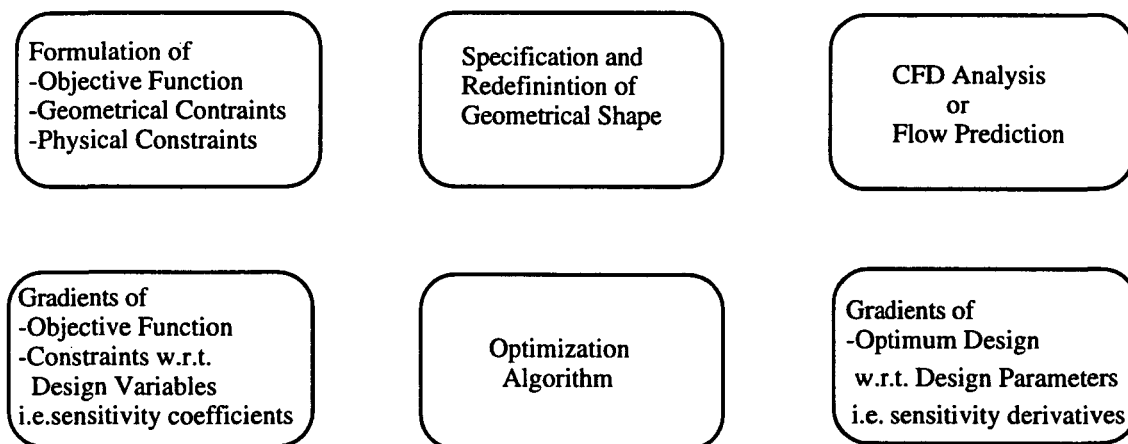 Formulation of
-Objective Function
-Geometrical Contraints
-Physical Constraints
Specification and
Redefinintion of
Geometrical Shape
CFD Analysis
or
Flow Prediction
Gradients of
-Objective Function
-Constraints w.r.t.
Design Variables
i.e.sensitivity coefficients
Optimization
Algorithm
Gradients of
-Optimum Design
w.r.t. Design Parameters
i.e. sensitivity derivatives